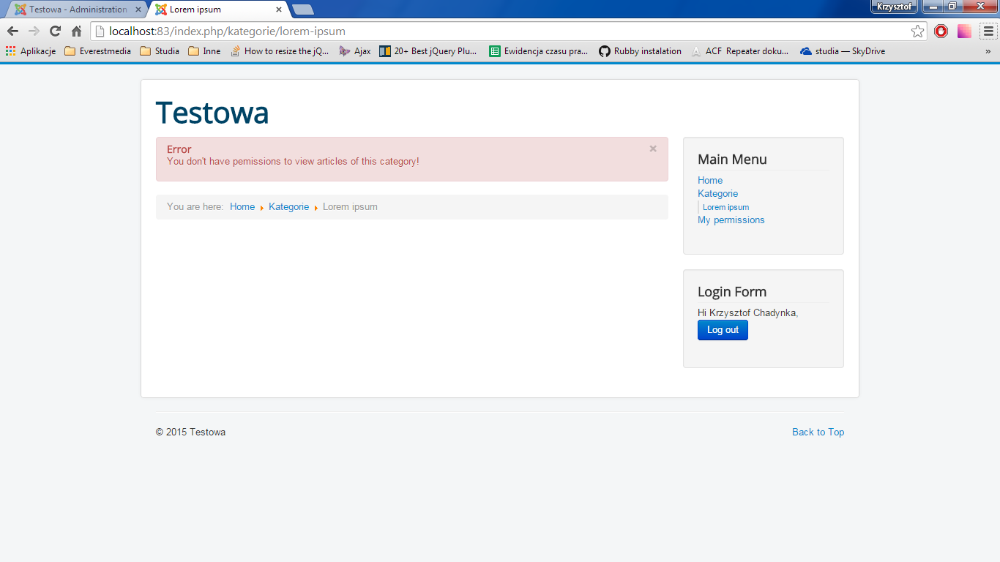 Testowa - Administration
Lorem ipsum
Krzysztof
localhost:83/index.php/kategorie/lorem-ipsum
Aplikacje
Everestmedia
Studia
Inne
How to resize the jQ...
Ajax
20+ Best jQuery Plu...
Ewidencja czasu pra...
Rubby instalation
ACF Repeater doku...
studia — SkyDrive
»
Testowa
Error
You don't have pemissions to view articles of this category!
You are here: Home Kategorie Lorem ipsum
Main Menu
Home
Kategorie
Lorem ipsum
My permissions
Login Form
Hi Krzysztof Chadynka,
Log out
© 2015 Testowa
Back to Top